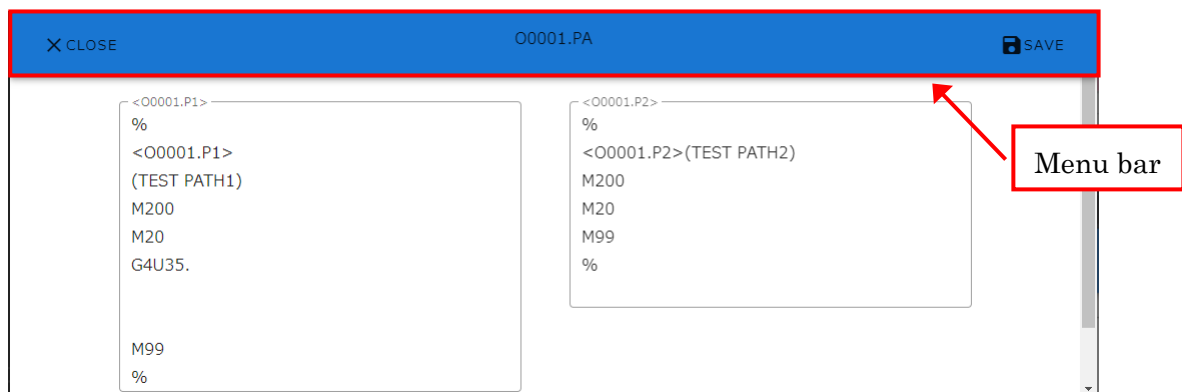 CLOSE
O0001.PA
SAVE
<O0001.P1>
%
<O0001.P1>
(TEST PATH1)
M200
M20
G4U35.
M99
%
<O0001.P2>
%
<O0001.P2>(TEST PATH2)
M200
M20
M99
%
Menu bar